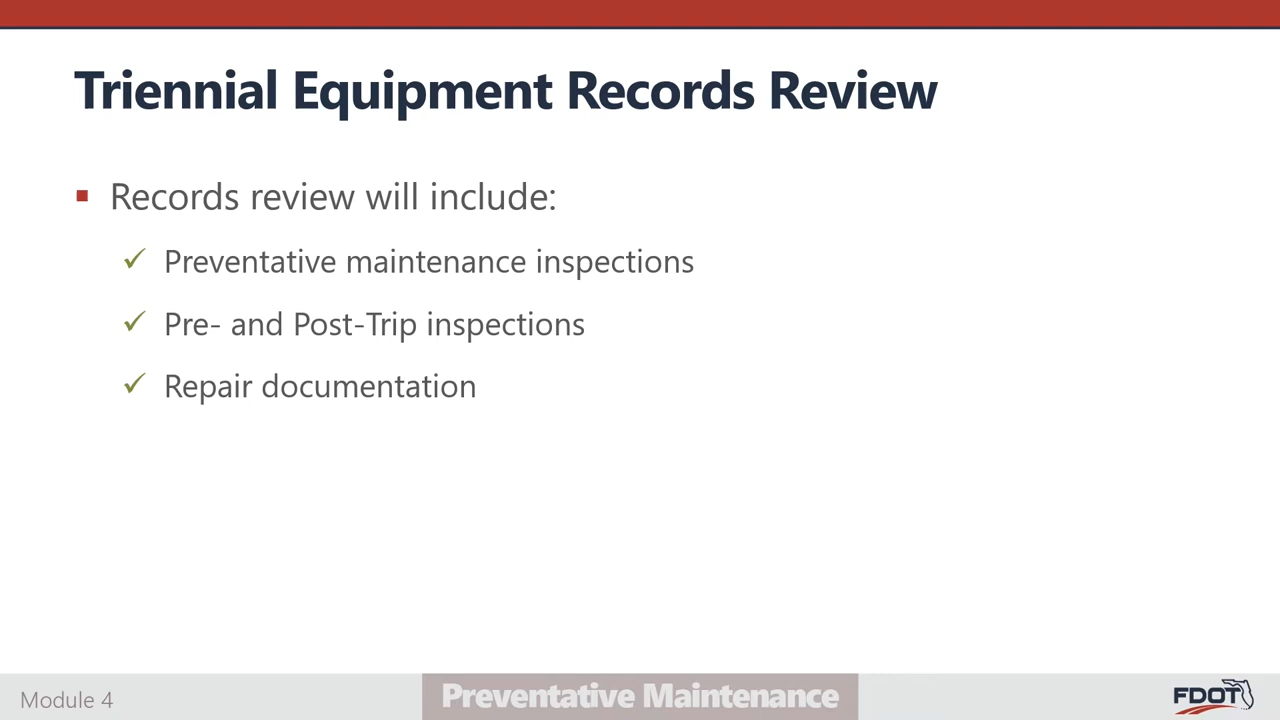 Triennial Equipment Records Review
Records review will include:
Preventative maintenance inspections
Pre- and Post-Trip inspections
Repair documentation
Module 4
Preventative Maintenance
FDOT